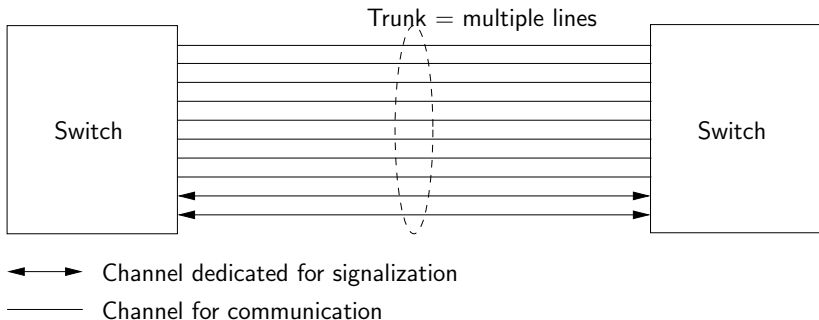 Trunk = multiple lines
Switch
Switch
Channel dedicated for signalization
Channel for communication